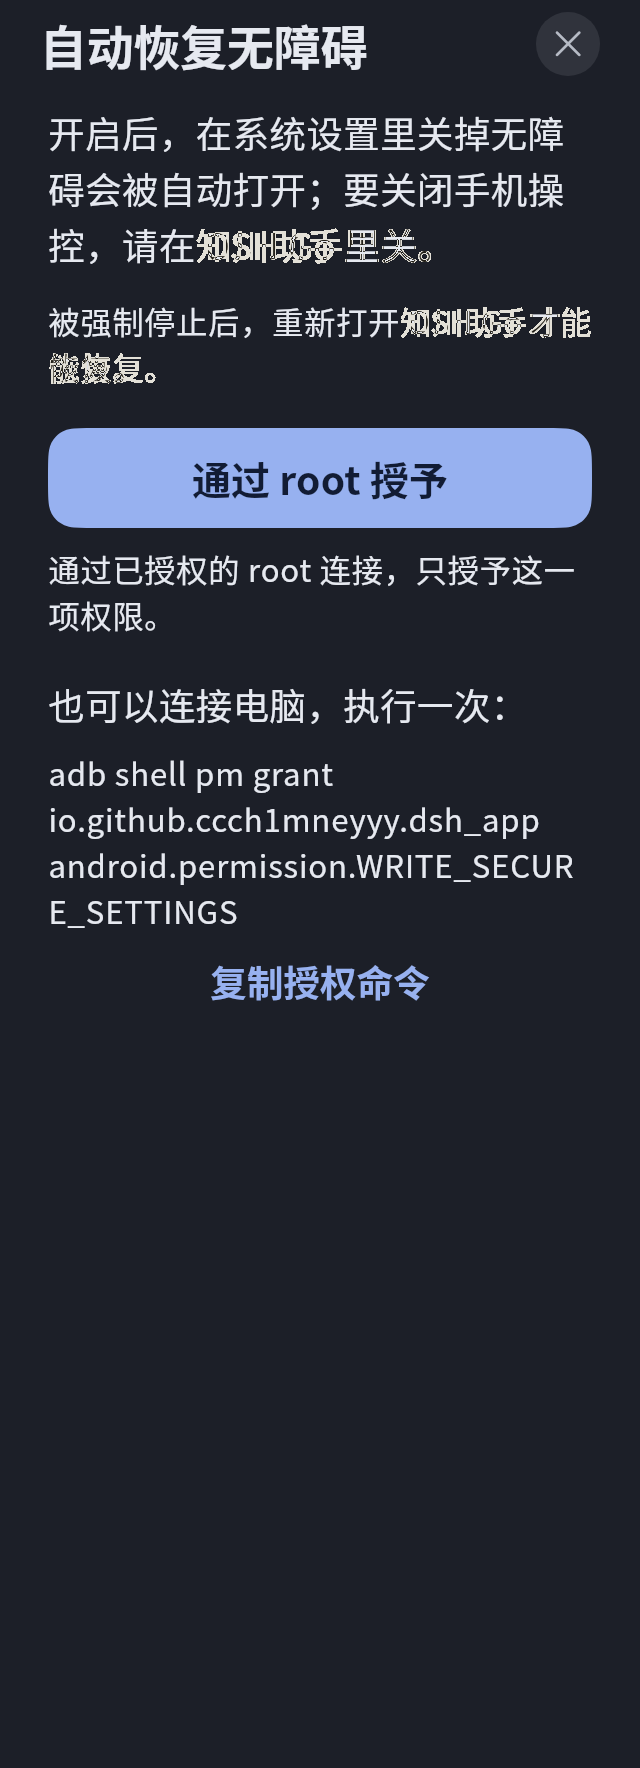 自动恢复无障碍
开启后，在系统设置里关掉无障
碍会被自动打开；要关闭手机操
控，请在
被强制停止后，重新打开
复。
通过 root 授予
通过已授权的 root 连接，只授予这一
项权限。
也可以连接电脑，执行一次：
adb shell pm grant
io.github.ccch1mneyyy.dsh_app
android.permission.WRITE_SECUR
E_SETTINGS
复制授权命令